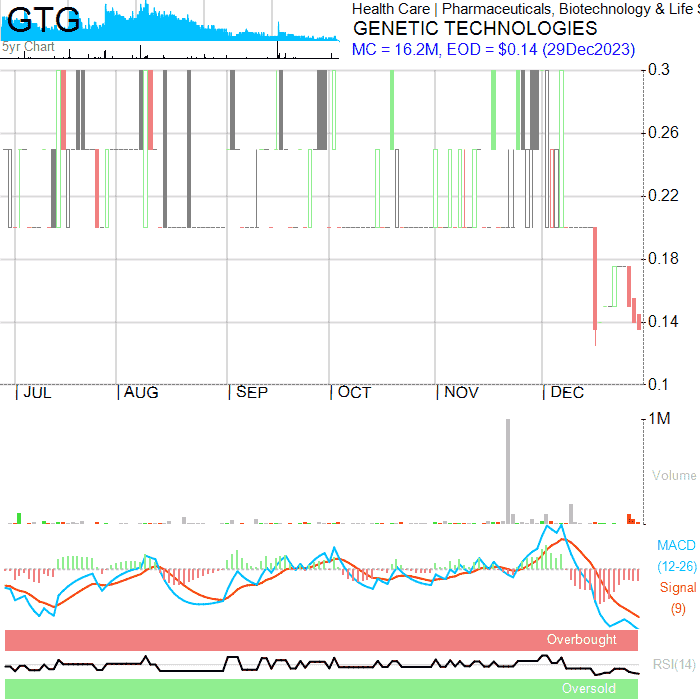 GTG
Health Care | Pharmaceuticals, Biotechnology & Life S
GENETIC TECHNOLOGIES
5yr Chart
MC = 16.2M, EOD = $0.14 (29Dec2023)
0.3
0.26
0.22
0.18
0.14
0.1
JUL AUG SEP OCT NOV DEC
1M
Volume
MACD
(12-26)
Signal
(9)
Overbought
RSI(14)
Oversold